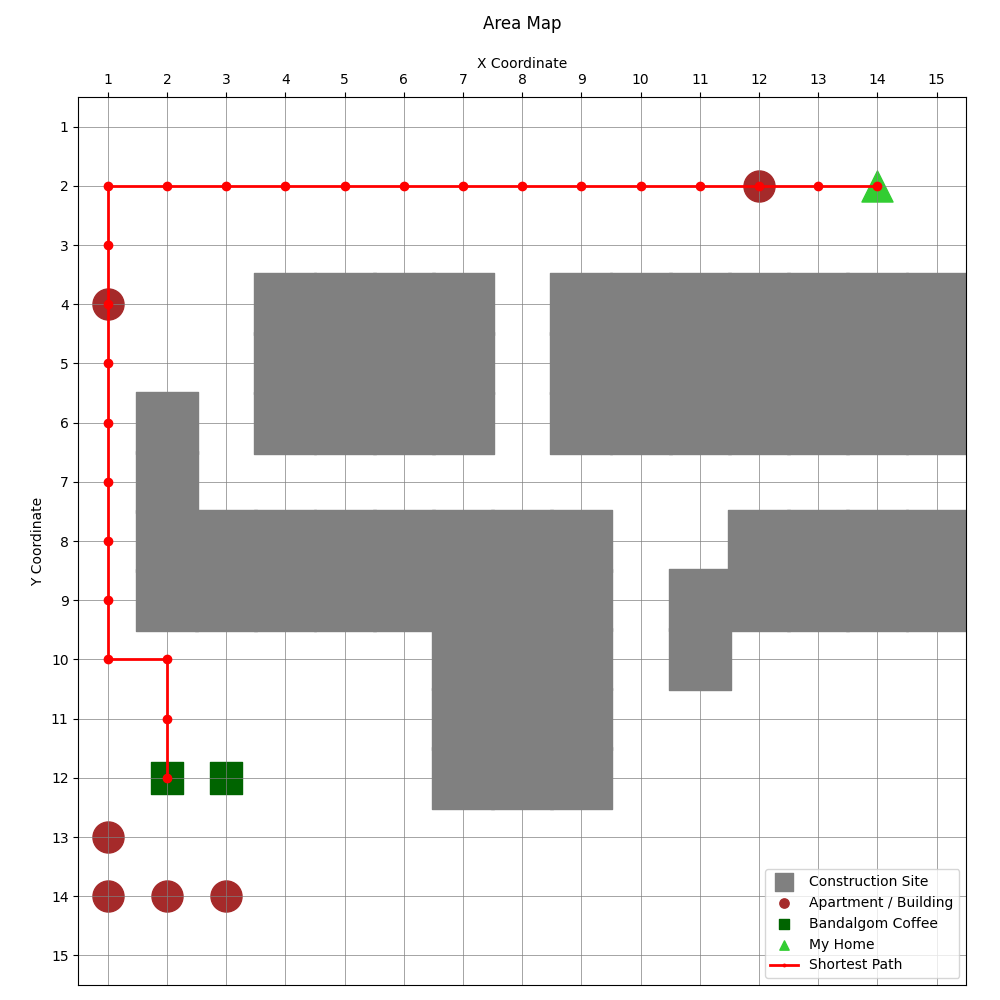 Area Map
X Coordinate
1 2 3 4 5 6 7 8 9 10 11 12 13 14 15
Y Coordinate
1
2
3
4
5
6
7
8
9
10
11
12
13
14
15
Construction Site
Apartment / Building
Bandalgom Coffee
My Home
Shortest Path